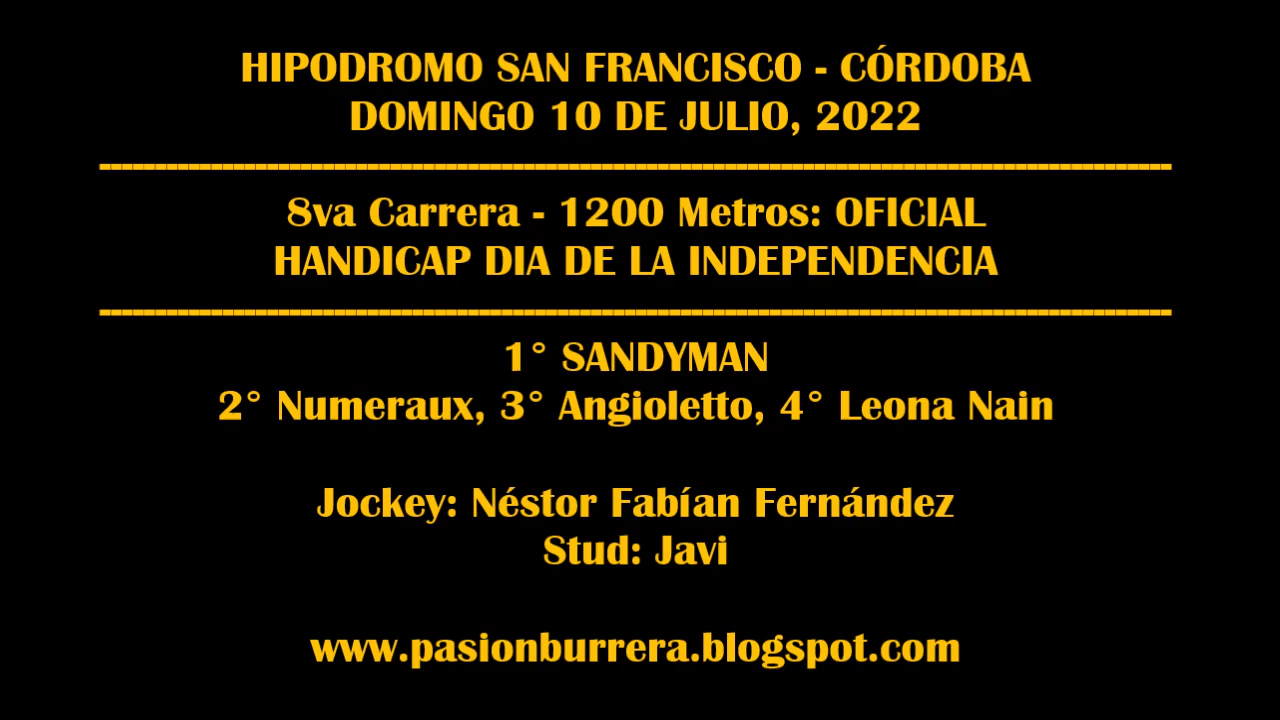 HIPODROMO SAN FRANCISCO - CÓRDOBA
DOMINGO 10 DE JULIO, 2022
8va Carrera - 1200 Metros: OFICIAL
HANDICAP DIA DE LA INDEPENDENCIA
1° SANDYMAN
2° Numeraux, 3° Angioletto, 4° Leona Nain
Jockey: Néstor Fabían Fernández
Stud: Javi
www.pasionburrera.blogspot.com